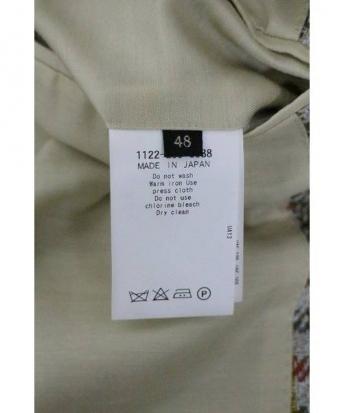 48
MADE IN JAPAN
Do not wash
Warm iron Use
press cloth
Do not use
chlorine bleach
Dry clean
P